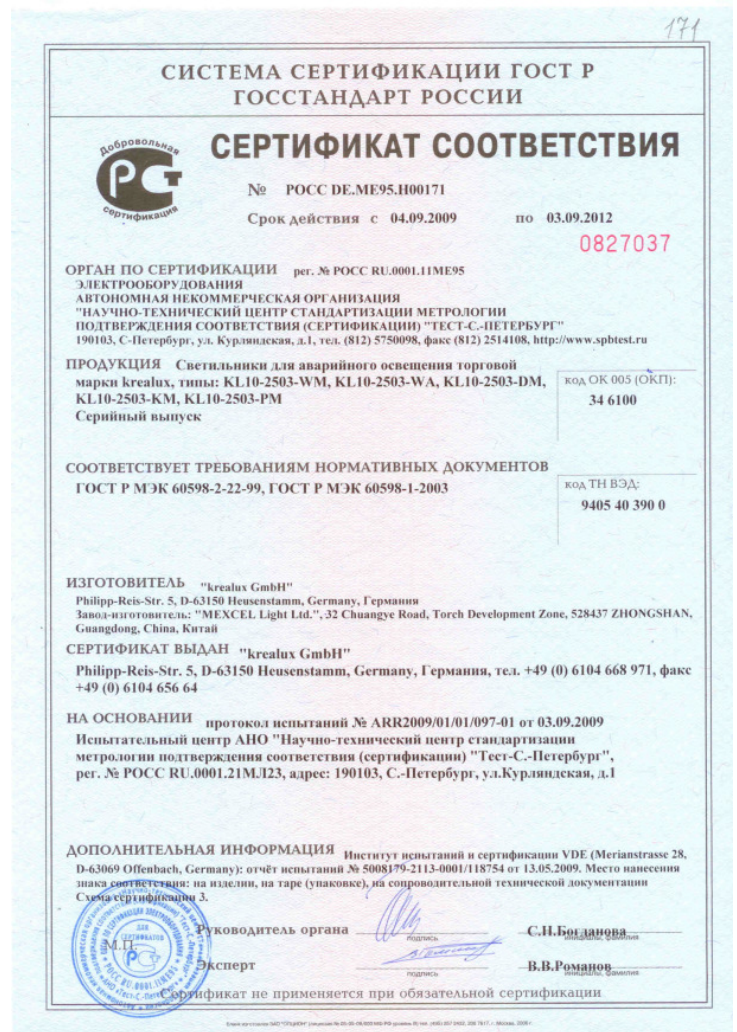 171
СИСТЕМА СЕРТИФИКАЦИИ ГОСТ Р
ГОССТАНДАРТ РОССИИ
Добровольная
РСТ
сертификация
СЕРТИФИКАТ СООТВЕТСТВИЯ
№ РОСС DE.ME95.H00171
Срок действия с 04.09.2009 по 03.09.2012
0827037
ОРГАН ПО СЕРТИФИКАЦИИ рег. № РОСС RU.0001.11МЕ95
ЭЛЕКТРООБОРУДОВАНИЯ
АВТОНОМНАЯ НЕКОММЕРЧЕСКАЯ ОРГАНИЗАЦИЯ
"НАУЧНО-ТЕХНИЧЕСКИЙ ЦЕНТР СТАНДАРТИЗАЦИИ МЕТРОЛОГИИ
ПОДТВЕРЖДЕНИЯ СООТВЕТСТВИЯ (СЕРТИФИКАЦИИ) "ТЕСТ-С.-ПЕТЕРБУРГ"
190103, С-Петербург, ул. Курляндская, д.1, тел. (812) 5750098, факс (812) 2514108, http://www.spbtest.ru
ПРОДУКЦИЯ Светильники для аварийного освещения торговой
марки krealux, типы: KL10-2503-WM, KL10-2503-WA, KL10-2503-DM,
KL10-2503-KM, KL10-2503-PM
Серийный выпуск
код ОК 005 (ОКП):
34 6100
СООТВЕТСТВУЕТ ТРЕБОВАНИЯМ НОРМАТИВНЫХ ДОКУМЕНТОВ
ГОСТ Р МЭК 60598-2-22-99, ГОСТ Р МЭК 60598-1-2003
код ТН ВЭД:
9405 40 390 0
ИЗГОТОВИТЕЛЬ "krealux GmbH"
Philipp-Reis-Str. 5, D-63150 Heusenstamm, Germany, Германия
Завод-изготовитель: "MEXCEL Light Ltd.", 32 Chuangye Road, Torch Development Zone, 528437 ZHONGSHAN,
Guangdong, China, Китай
СЕРТИФИКАТ ВЫДАН "krealux GmbH"
Philipp-Reis-Str. 5, D-63150 Heusenstamm, Germany, Германия, тел. +49 (0) 6104 668 971, факс
+49 (0) 6104 656 64
НА ОСНОВАНИИ протокол испытаний № ARR2009/01/01/097-01 от 03.09.2009
Испытательный центр АНО "Научно-технический центр стандартизации
метрологии подтверждения соответствия (сертификации) "Тест-С.-Петербург",
рег. № РОСС RU.0001.21МЛ23, адрес: 190103, С.-Петербург, ул.Курляндская, д.1
ДОПОЛНИТЕЛЬНАЯ ИНФОРМАЦИЯ Институт испытаний и сертификации VDE (Merianstrasse 28,
D-63069 Offenbach, Germany): отчёт испытаний № 5008179-2113-0001/118754 от 13.05.2009. Место нанесения
знака соответствия: на изделии, на таре (упаковке), на сопроводительной технической документации
Схема сертификации 3.
ДЛЯ
СЕРТИФИКАТОВ
М.П.
Руководитель органа
подпись
С.Н.Богданова
инициалы, фамилия
Эксперт
подпись
В.В.Романов
инициалы, фамилия
Сертификат не применяется при обязательной сертификации